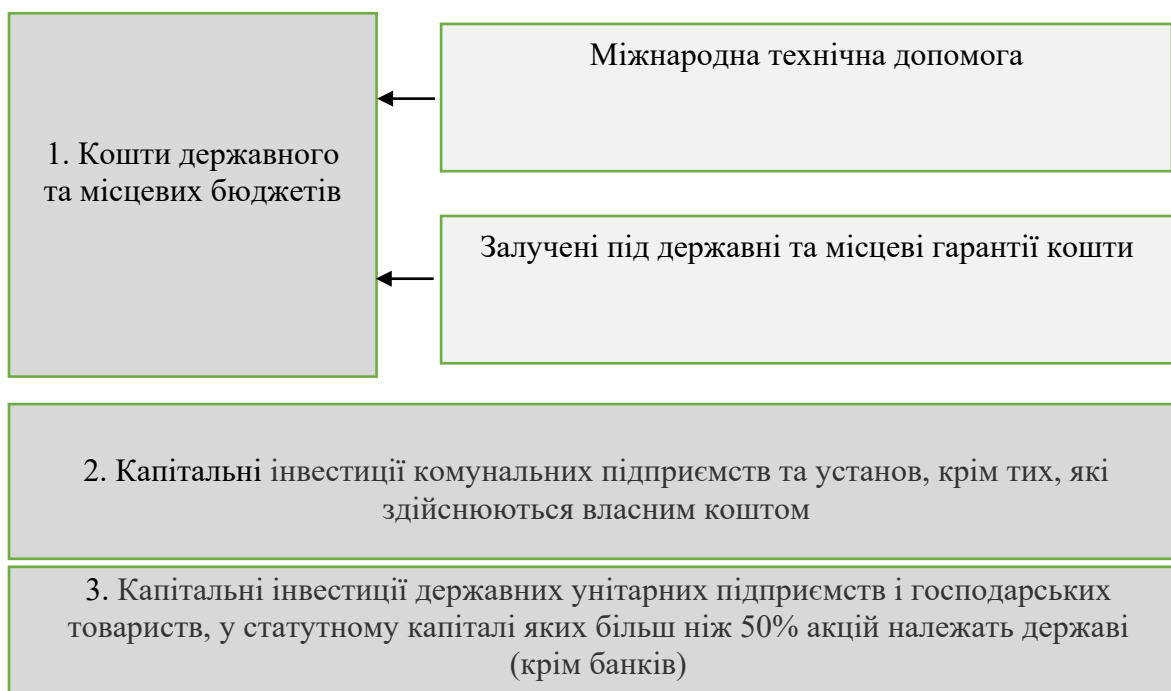 Міжнародна технічна допомога
1. Кошти державного
та місцевих бюджетів
Залучені під державні та місцеві гарантії кошти
2. Капітальні інвестиції комунальних підприємств та установ, крім тих, які
здійснюються власним коштом
3. Капітальні інвестиції державних унітарних підприємств і господарських
товариств, у статутному капіталі яких більш ніж 50% акцій належать державі
(крім банків)